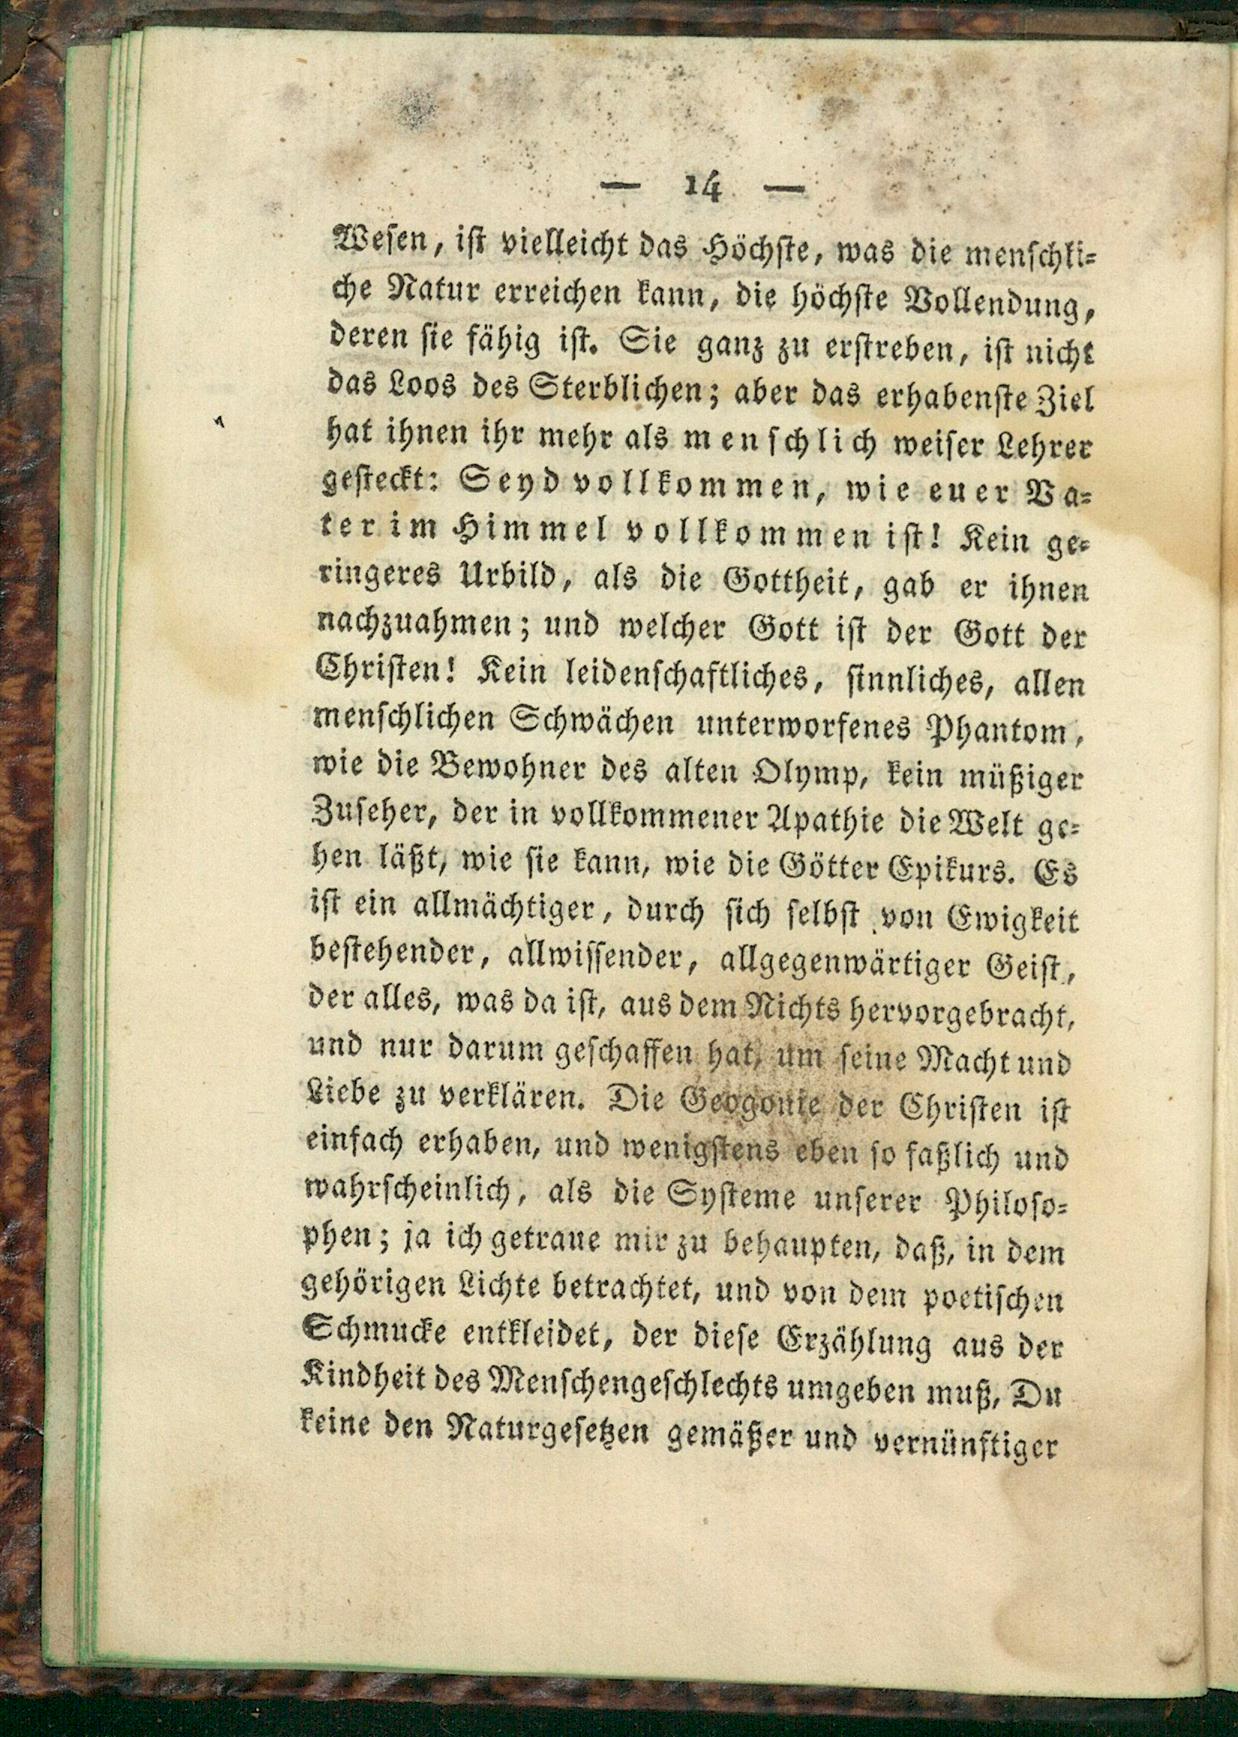 — 14 —
Wesen, ist vielleicht das Höchste, was die menschli=
che Natur erreichen kann, die höchste Vollendung,
deren sie fähig ist. Sie ganz zu erstreben, ist nicht
das Loos des Sterblichen; aber das erhabenste Ziel
hat ihnen ihr mehr als menschlich weiser Lehrer
gesteckt: Seyd vollkommen, wie euer Va=
ter im Himmel vollkommen ist! Kein ge=
ringeres Urbild, als die Gottheit, gab er ihnen
nachzuahmen; und welcher Gott ist der Gott der
Christen! Kein leidenschaftliches, sinnliches, allen
menschlichen Schwächen unterworfenes Phantom,
wie die Bewohner des alten Olymp, kein müßiger
Zuseher, der in vollkommener Apathie die Welt ge=
hen läßt, wie sie kann, wie die Götter Epikurs. Es
ist ein allmächtiger, durch sich selbst von Ewigkeit
bestehender, allwissender, allgegenwärtiger Geist,
der alles, was da ist, aus dem Nichts hervorgebracht,
und nur darum geschaffen hat, um seine Macht und
Liebe zu verklären. Die Geogonie der Christen ist
einfach erhaben, und wenigstens eben so faßlich und
wahrscheinlich, als die Systeme unserer Philoso=
phen; ja ich getraue mir zu behaupten, daß, in dem
gehörigen Lichte betrachtet, und von dem poetischen
Schmucke entkleidet, der diese Erzählung aus der
Kindheit des Menschengeschlechts umgeben muß, Du
keine den Naturgesetzen gemäßer und vernünftiger